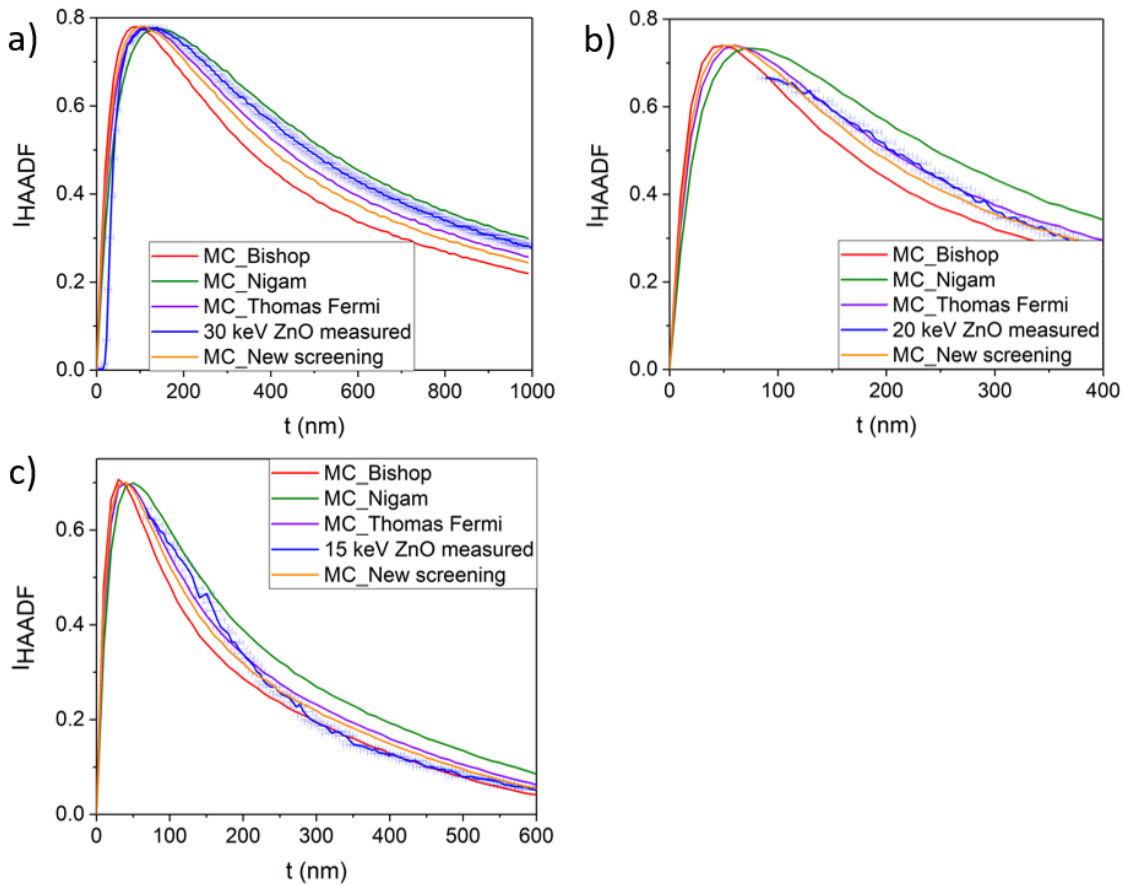 a)
I_HAADF
0.8
0.6
0.4
0.2
0.0
MC_Bishop
MC_Nigam
MC_Thomas Fermi
30 keV ZnO measured
MC_New screening
0 200 400 600 800 1000
t (nm)
b)
I_HAADF
0.8
0.6
0.4
0.2
0.0
MC_Bishop
MC_Nigam
MC_Thomas Fermi
20 keV ZnO measured
MC_New screening
0 100 200 300 400
t (nm)
c)
I_HAADF
0.6
0.4
0.2
0.0
MC_Bishop
MC_Nigam
MC_Thomas Fermi
15 keV ZnO measured
MC_New screening
0 100 200 300 400 500 600
t (nm)